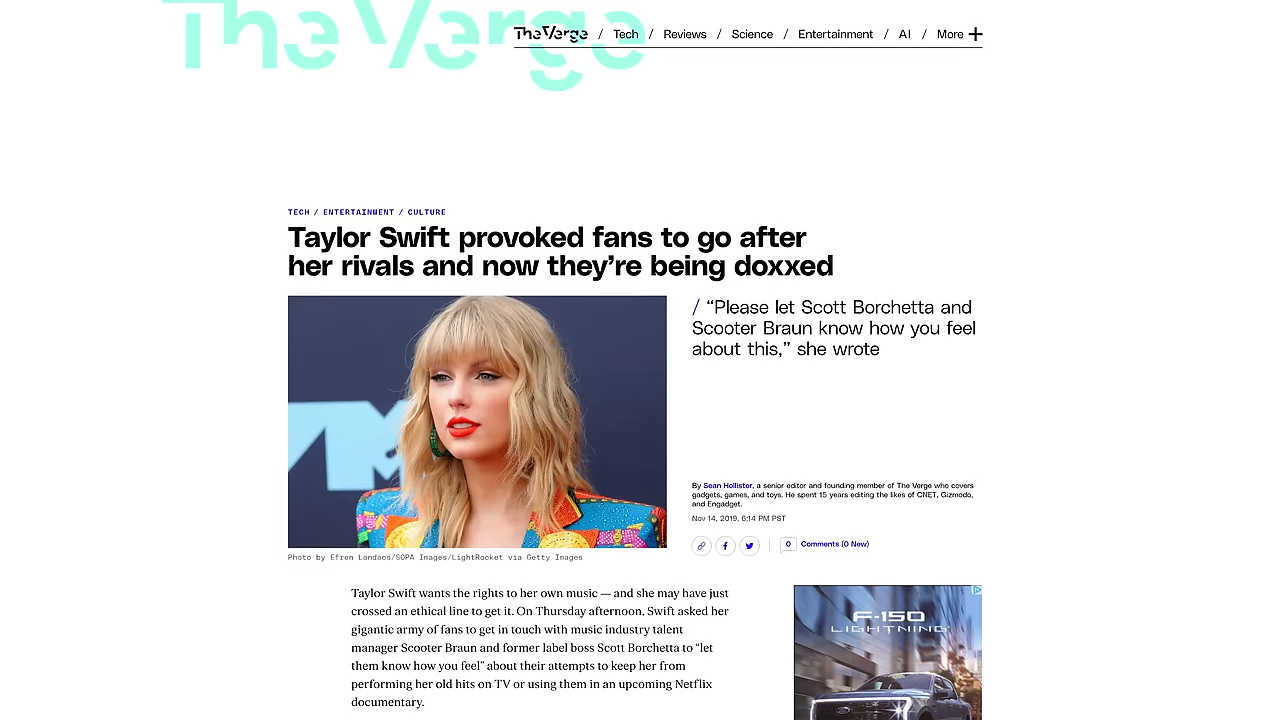 The Verge
The Verge / Tech / Reviews / Science / Entertainment / AI / More +
TECH / ENTERTAINMENT / CULTURE
Taylor Swift provoked fans to go after
her rivals and now they’re being doxxed
/ “Please let Scott Borchetta and
Scooter Braun know how you feel
about this,” she wrote
By Sean Hollister, a senior editor and founding member of The Verge who covers
gadgets, games, and toys. He spent 15 years editing the likes of CNET, Gizmodo,
and Engadget.
Nov 14, 2019, 6:14 PM PST
0 Comments (0 New)
Photo by Efren Landaos/SOPA Images/LightRocket via Getty Images
Taylor Swift wants the rights to her own music — and she may have just
crossed an ethical line to get it. On Thursday afternoon, Swift asked her
gigantic army of fans to get in touch with music industry talent
manager Scooter Braun and former label boss Scott Borchetta to “let
them know how you feel” about their attempts to keep her from
performing her old hits on TV or using them in an upcoming Netflix
documentary.
F-150
LIGHTNING